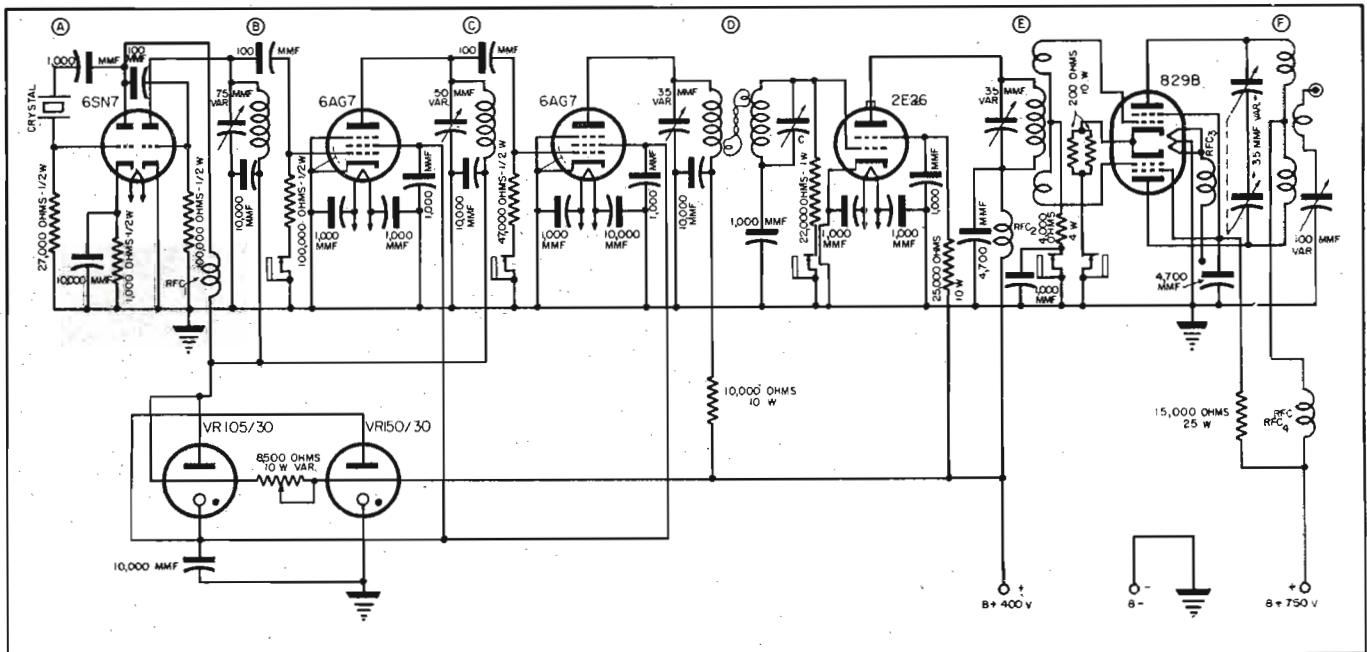 A
B
C
D
E
F
1,000 MMF
100 MMF
6SN7
CRYSTAL
27,000 OHMS-1/2W
10,000 MMF
1,000 OHMS-1/2W
100,000 OHMS-1/2W
RFC 1
75 MMF VAR
100 MMF
10,000 MMF
100,000 OHMS-1/2W
6AG7
1,000 MMF
1,000 MMF
1,000 MMF
50 MMF VAR.
100 MMF
10,000 MMF
47,000 OHMS-1/2W
6AG7
1,000 MMF
10,000 MMF
1,000 MMF
35 MMF VAR
10,000 MMF
C
1,000 MMF
22,000 OHMS-1W
2E26
1,000 MMF
1,000 MMF
1,000 MMF
25,000 OHMS
10 W
35 MMF VAR
4,700 MMF
RFC 2
1,000 MMF
4 W
200 OHMS
10 W
829B
RFC 3
35 MMF VAR
4,700 MMF
100 MMF VAR
10,000 OHMS
10 W
15,000 OHMS
25 W
RFC
RFC4
VR105/30
VR150/30
8500 OHMS
10 W VAR.
10,000 MMF
+
B+ 400 V
-
B-
+
B+ 750 V